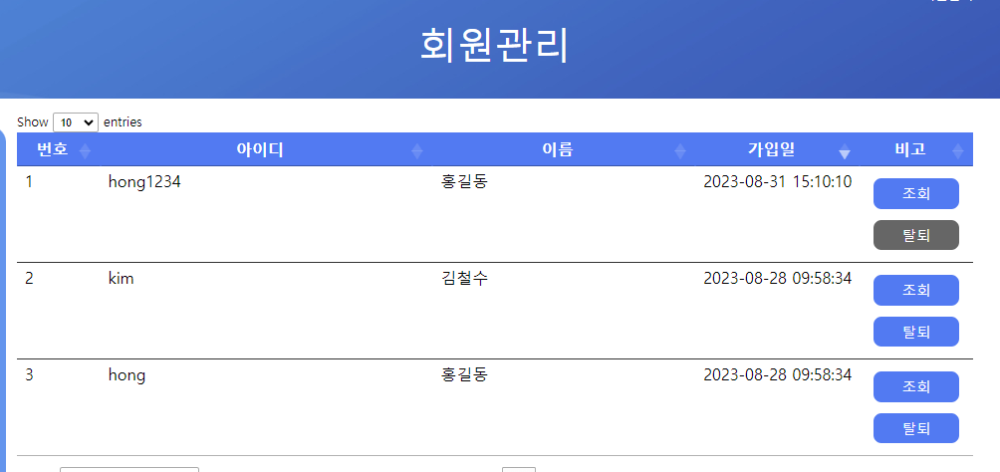 회원관리
Show 10 entries
번호 아이디 이름 가입일 비고
1 hong1234 홍길동 2023-08-31 15:10:10 조회
탈퇴
2 kim 김철수 2023-08-28 09:58:34 조회
탈퇴
3 hong 홍길동 2023-08-28 09:58:34 조회
탈퇴